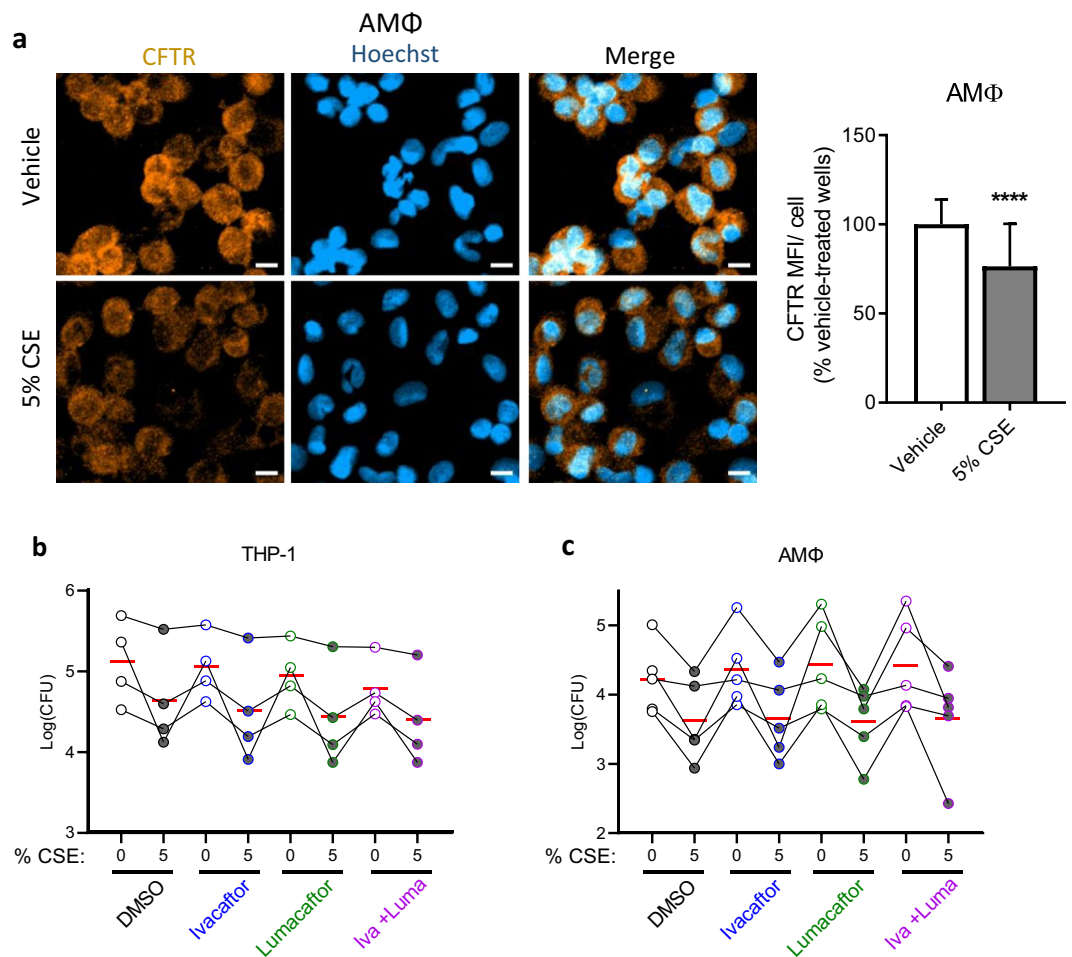 a
AMΦ
CFTR
Hoechst
Merge
Vehicle
5% CSE
AMΦ
CFTR MFI/ cell
(% vehicle-treated wells)
150
100
50
0
****
Vehicle
5% CSE
b
THP-1
Log(CFU)
6
5
4
3
% CSE:
0
5
0
5
0
5
0
5
DMSO
Ivacaftor
Lumacaftor
Iva +Luma
c
AMΦ
Log(CFU)
5
4
3
2
% CSE:
0
5
0
5
0
5
0
5
DMSO
Ivacaftor
Lumacaftor
Iva +Luma